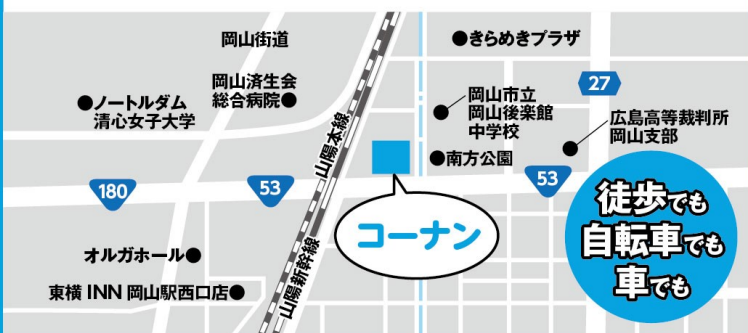 岡山街道
●きらめきプラザ
岡山済生会
総合病院●
27
●ノートルダム
清心女子大学
岡山市立
岡山後楽館
中学校
広島高等裁判所
岡山支部
山陽本線
●南方公園
180
53
53
コーナン
徒歩でも
自転車でも
車でも
オルガホール●
東横 INN 岡山駅西口店●
山陽新幹線